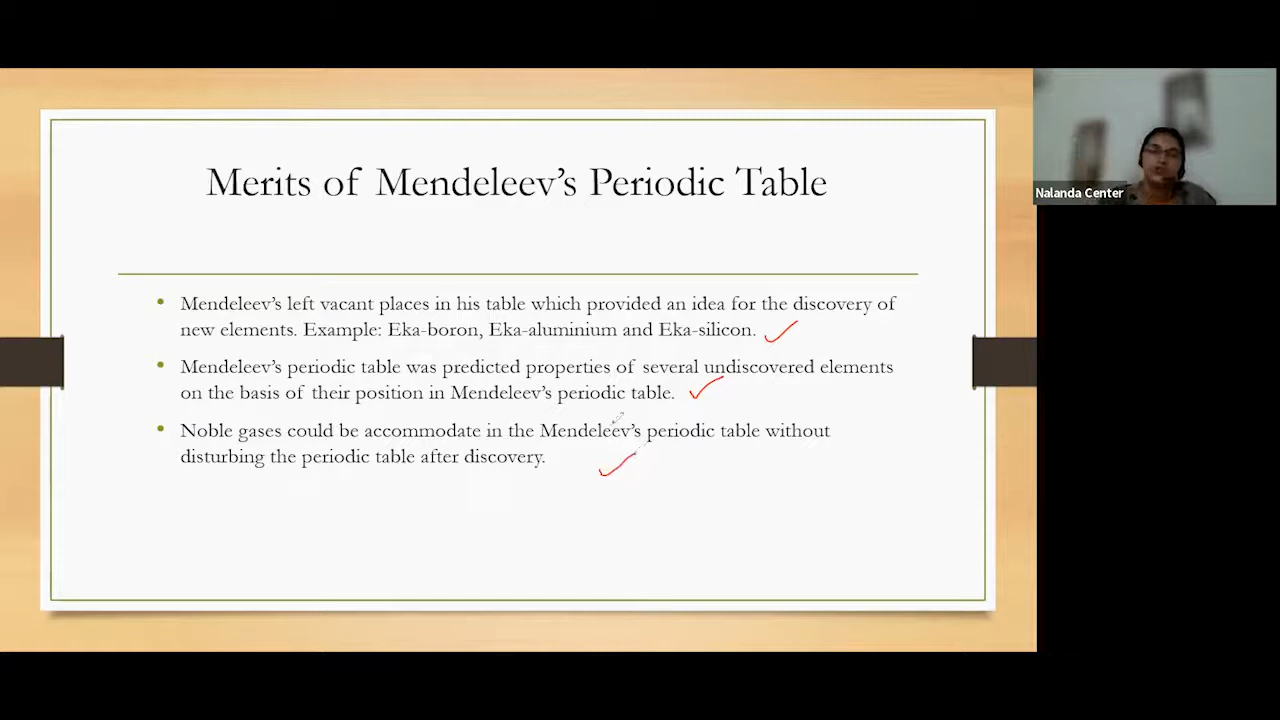 Merits of Mendeleev's Periodic Table
• Mendeleev's left vacant places in his table which provided an idea for the discovery of
new elements. Example: Eka-boron, Eka-aluminium and Eka-silicon.
• Mendeleev's periodic table was predicted properties of several undiscovered elements
on the basis of their position in Mendeleev's periodic table.
• Noble gases could be accommodate in the Mendeleev's periodic table without
disturbing the periodic table after discovery.
Nalanda Center